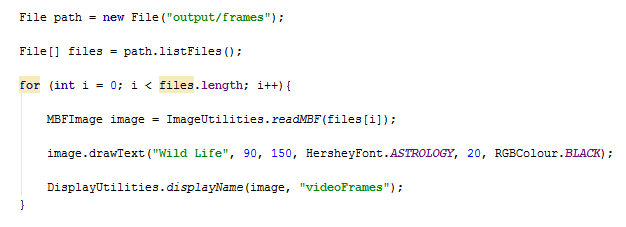 File path = new File("output/frames");
File[] files = path.listFiles();
for (int i = 0; i < files.length; i++){
MBFImage image = ImageUtilities.readMBF(files[i]);
image.drawText("Wild Life", 90, 150, HersheyFont.ASTROLOGY, 20, RGBColour.BLACK);
DisplayUtilities.displayName(image, "videoFrames");
}